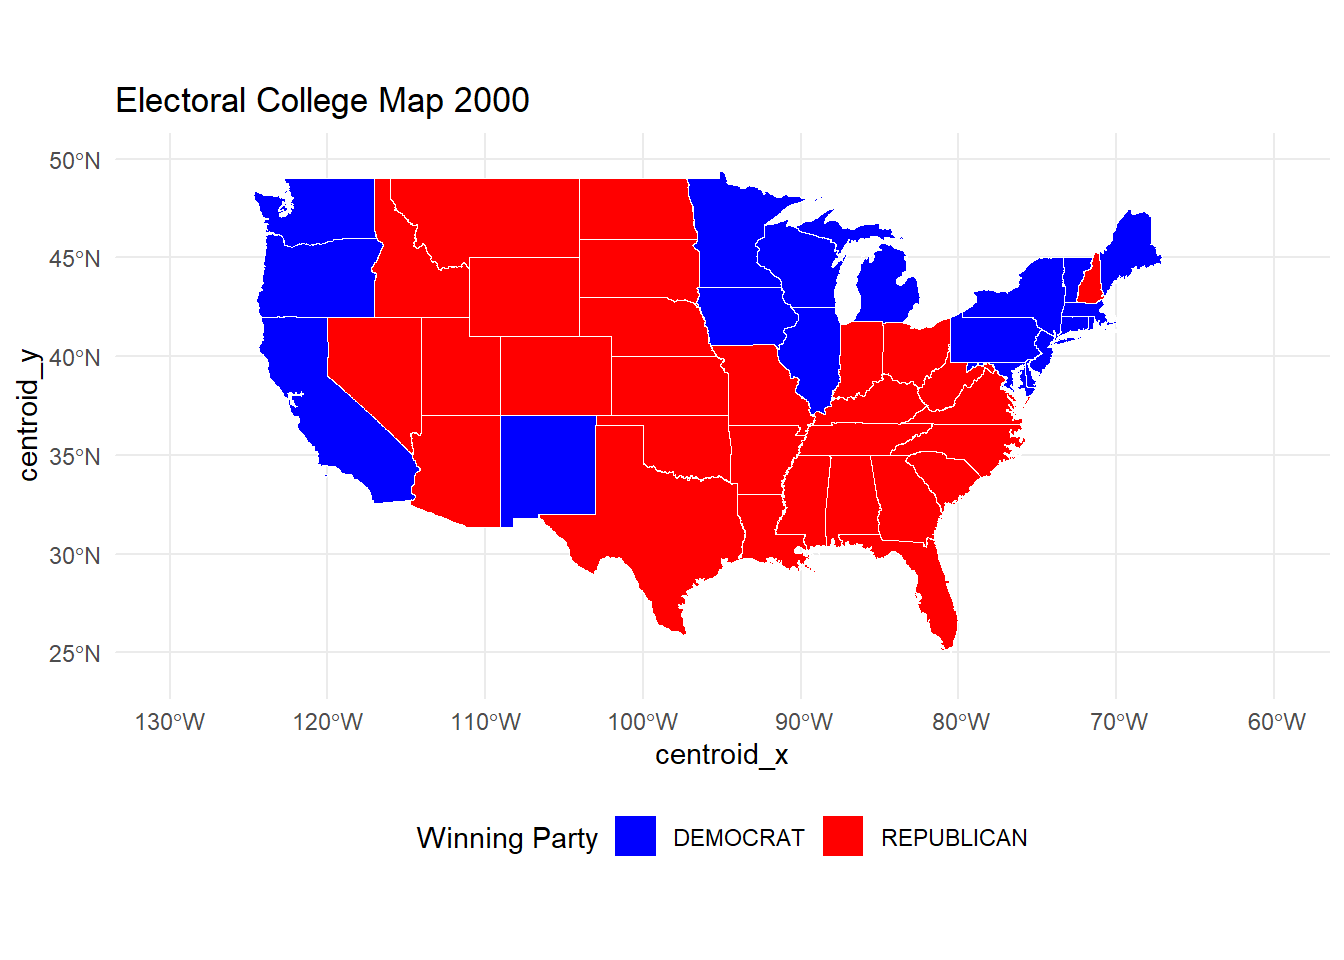 Electoral College Map 2000
50°N
45°N
40°N
35°N
30°N
25°N
centroid_y
130°W 120°W 110°W 100°W 90°W 80°W 70°W 60°W
centroid_x
Winning Party DEMOCRAT REPUBLICAN